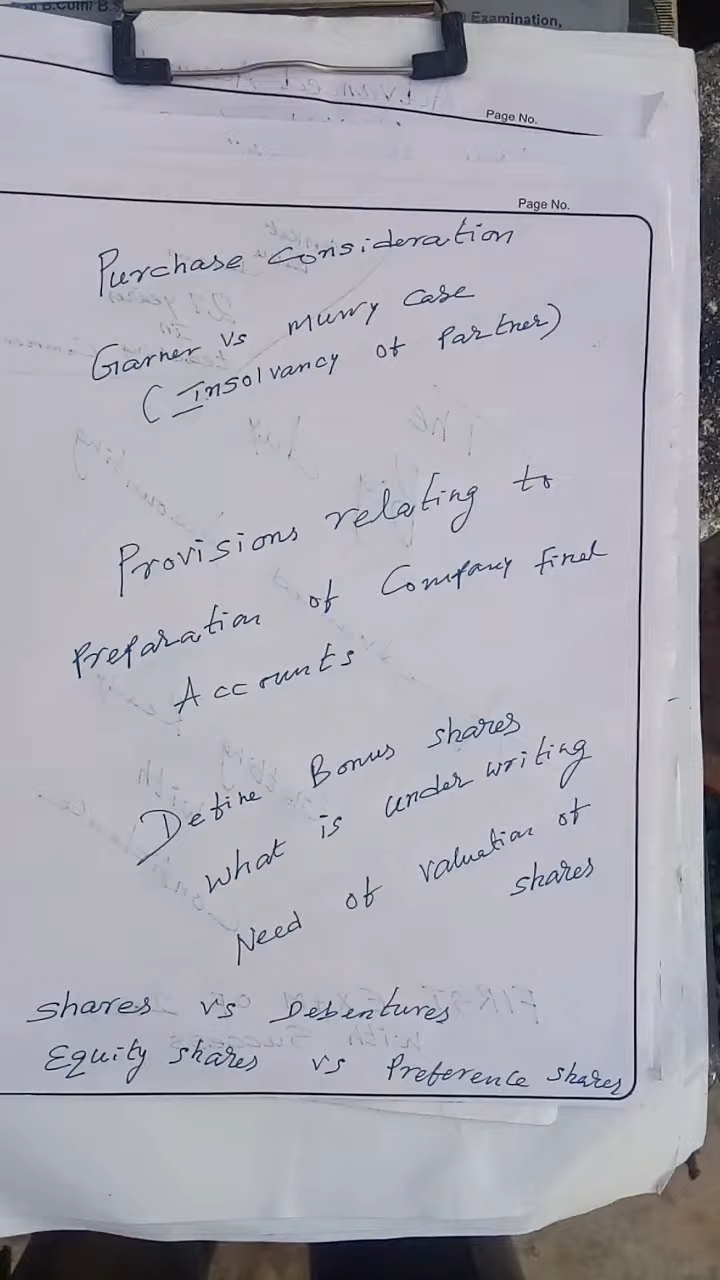 B.Com/ B.S
Examination,
Page No.
Page No.
Purchase Consideration
Garner vs Murry Case
(Insolvancy of Partner)
Provisions relating to
Preparation of Company final
Accounts
Define Bonus shares
What is under writing
Need of valuation of
shares
Shares vs Debentures
Equity shares vs Preference shares